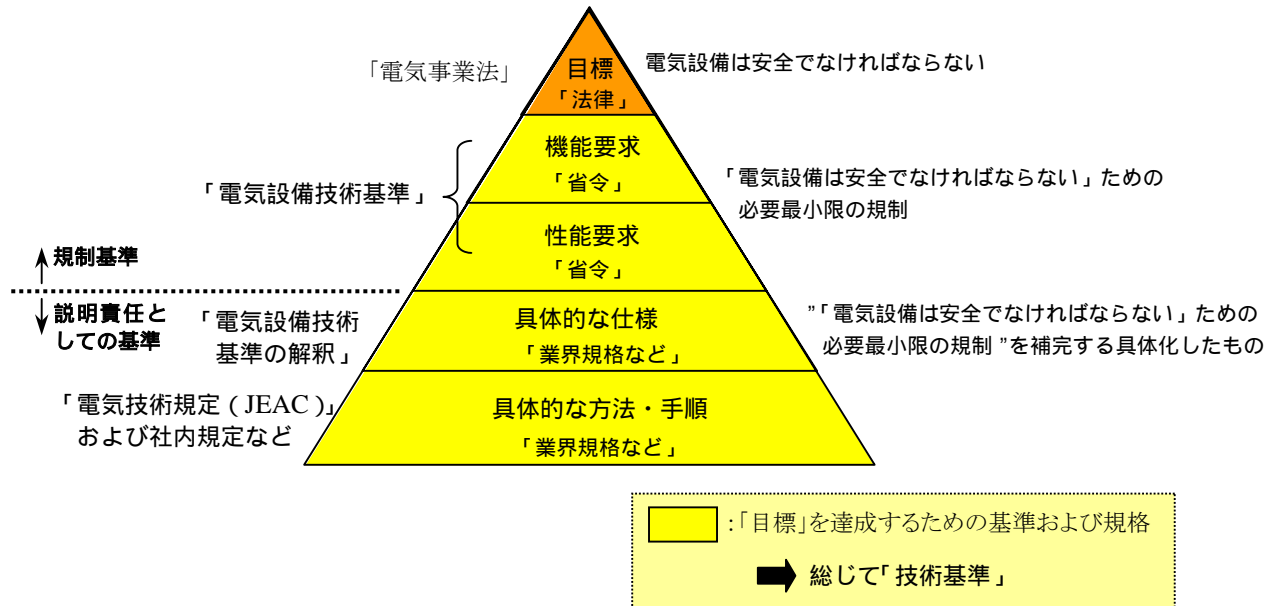 「電気事業法」
目標
「法律」
電気設備は安全でなければならない
機能要求
「省令」
「電気設備技術基準」
「電気設備は安全でなければならない」ための
必要最小限の規制
性能要求
「省令」
規制基準
説明責任と
しての基準
「電気設備技術
基準の解釈」
具体的な仕様
「業界規格など」
”「電気設備は安全でなければならない」ための
必要最小限の規制”を補完する具体化したもの
「電気技術規定(JEAC)」
および社内規定など
具体的な方法・手順
「業界規格など」
:「目標」を達成するための基準および規格
総じて「技術基準」